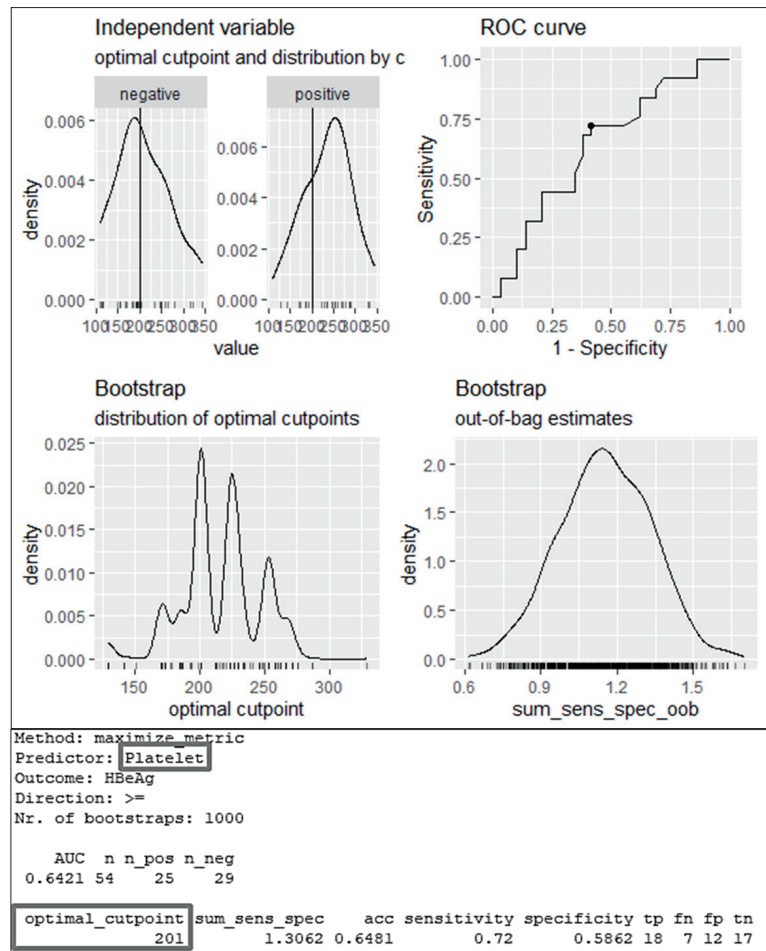 Independent variable
optimal cutpoint and distribution by c
negative
positive
0.006
0.004
0.002
0.000
density
0.006
0.004
0.002
0.000
100150200250300350
100150200250300350
value
ROC curve
1.00
0.75
0.50
0.25
0.00
Sensitivity
0.00 0.25 0.50 0.75 1.00
1 - Specificity
Bootstrap
distribution of optimal cutpoints
0.025
0.020
0.015
0.010
0.005
0.000
density
150 200 250 300
optimal cutpoint
Bootstrap
out-of-bag estimates
2.0
1.5
1.0
0.5
0.0
density
0.6 0.9 1.2 1.5
sum_sens_spec_oob
Method: maximize_metric
Predictor: Platelet
Outcome: HBeAg
Direction: >=
Nr. of bootstraps: 1000
AUC n n_pos n_neg
0.6421 54 25 29
optimal_cutpoint sum_sens_spec acc sensitivity specificity tp fn fp tn
201 1.3062 0.6481 0.72 0.5862 18 7 12 17